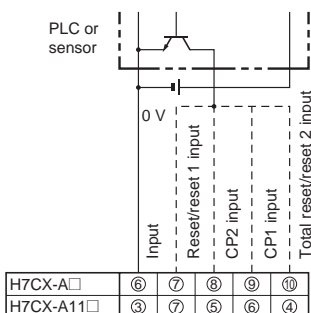 PLC or
sensor
0 V
Input
Reset/reset 1 input
CP2 input
CP1 input
Total reset/reset 2 input
H7CX-A□ ⑥ ⑦ ⑧ ⑨ ⑩
H7CX-A11□ ③ ⑦ ⑤ ⑥ ④